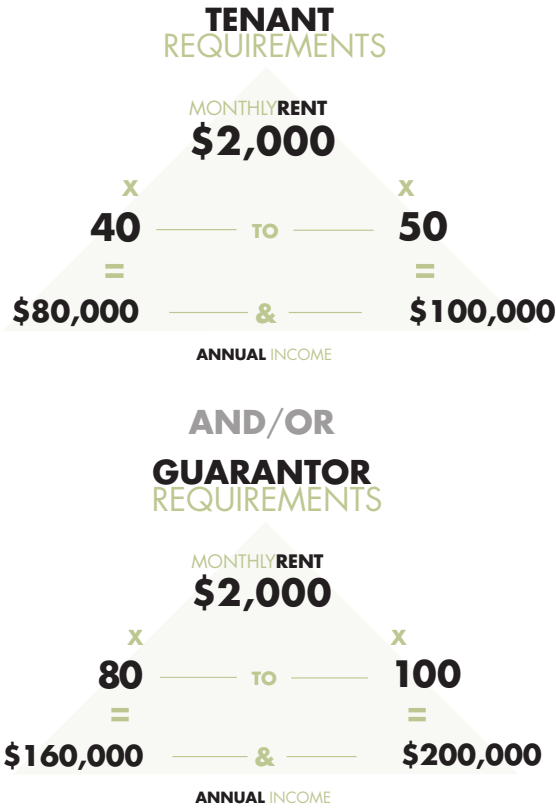 TENANT
REQUIREMENTS
MONTHLYRENT
$2,000
x x
40 TO 50
= =
$80,000 & $100,000
ANNUAL INCOME
AND/OR
GUARANTOR
REQUIREMENTS
MONTHLYRENT
$2,000
x x
80 TO 100
= =
$160,000 & $200,000
ANNUAL INCOME